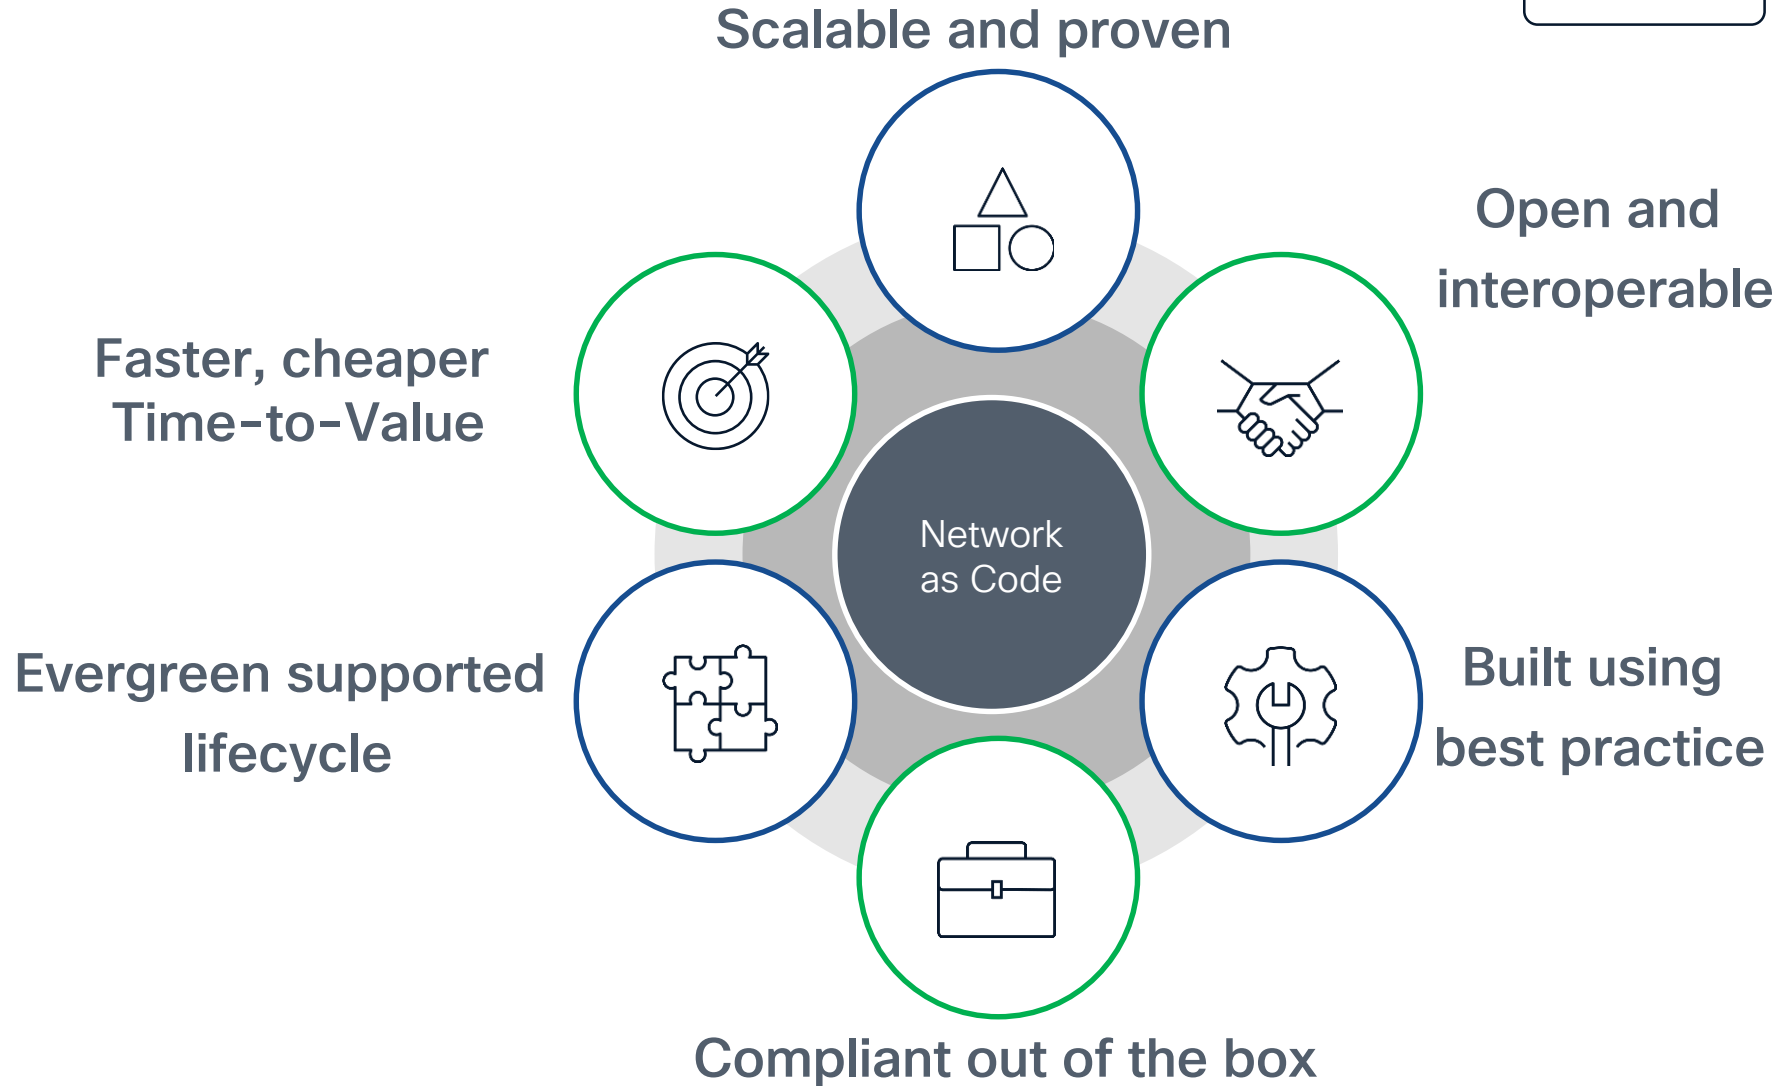 Scalable and proven
Open and
interoperable
Faster, cheaper
Time-to-Value
Network
as Code
Evergreen supported
lifecycle
Built using
best practice
Compliant out of the box